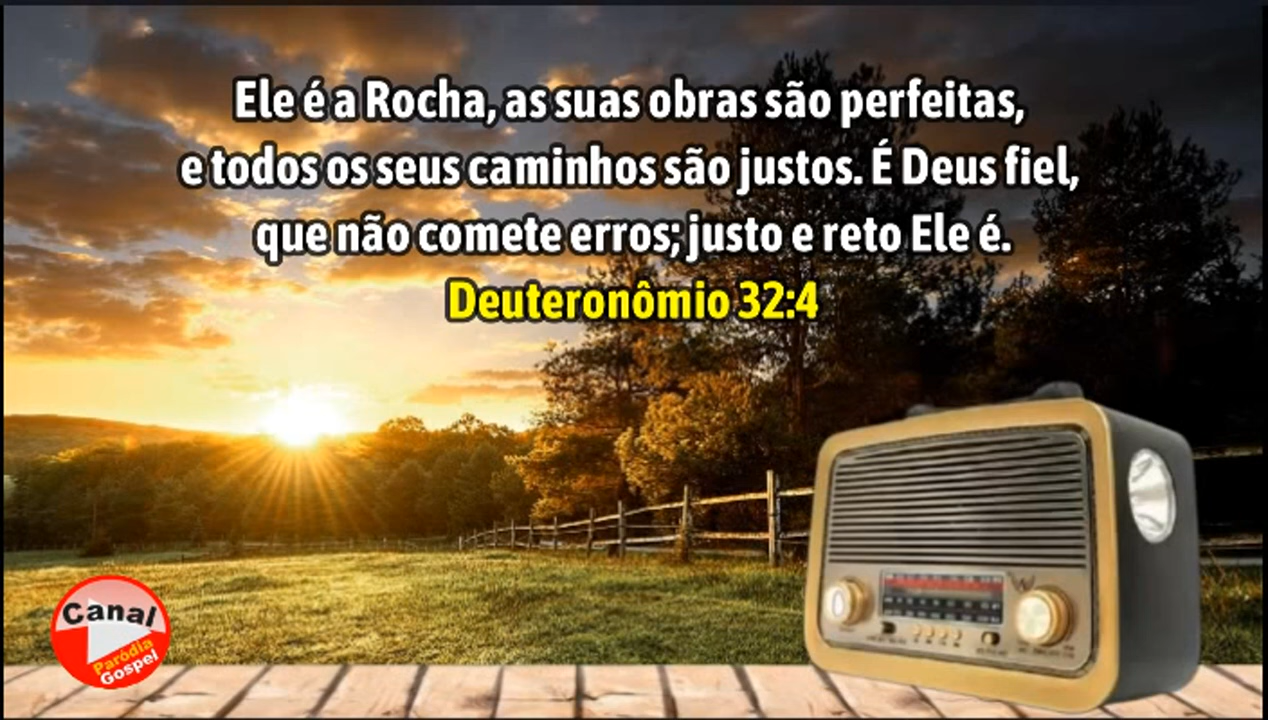 Ele é a Rocha, as suas obras são perfeitas,
e todos os seus caminhos são justos. É Deus fiel,
que não comete erros; justo e reto Ele é.
Deuteronômio 32:4
Canal
Paródia
Gospel